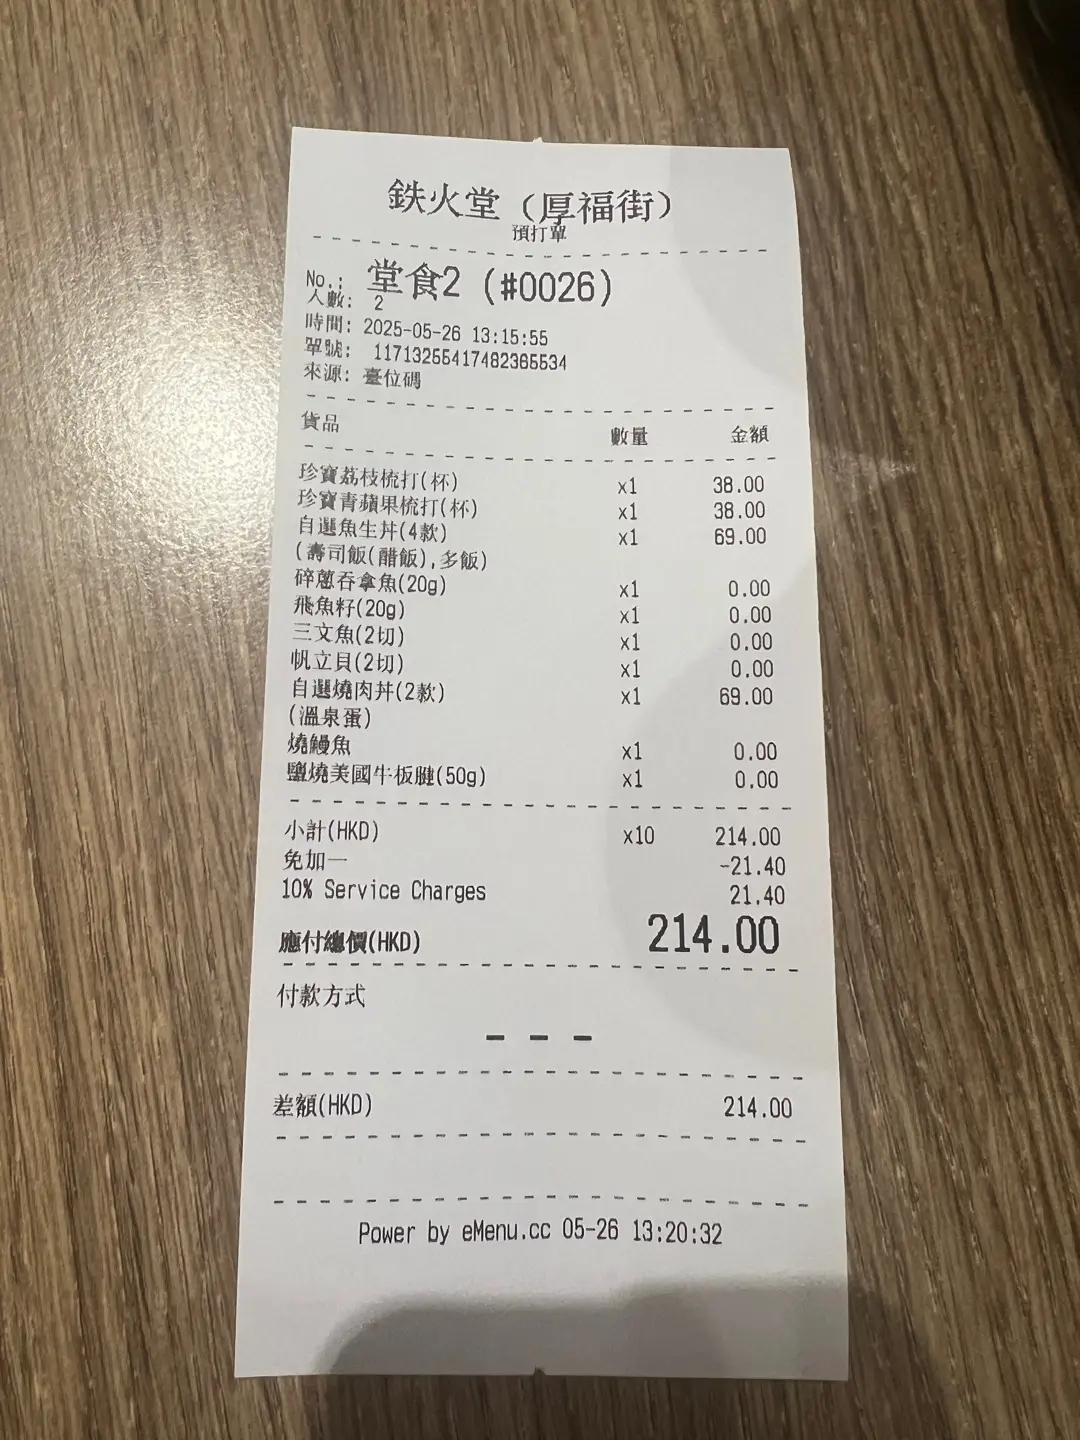 鉄火堂（厚福街）
預打單
No.: 堂食2 (#0026)
人數: 2
時間: 2025-05-26 13:15:55
單號: 11713255417482365534
來源: 臺位碼
貨品 數量 金額
珍寶荔枝梳打(杯) x1 38.00
珍寶青蘋果梳打(杯) x1 38.00
自選魚生丼(4款) x1 69.00
(壽司飯(醋飯),多飯)
碎蔥吞拿魚(20g) x1 0.00
飛魚籽(20g) x1 0.00
三文魚(2切) x1 0.00
帆立貝(2切) x1 0.00
自選燒肉丼(2款) x1 69.00
(溫泉蛋)
燒鰻魚 x1 0.00
鹽燒美國牛板腱(50g) x1 0.00
小計(HKD) x10 214.00
免加一 -21.40
10% Service Charges 21.40
應付總價(HKD) 214.00
付款方式
— — —
差額(HKD) 214.00
Power by eMenu.cc 05-26 13:20:32